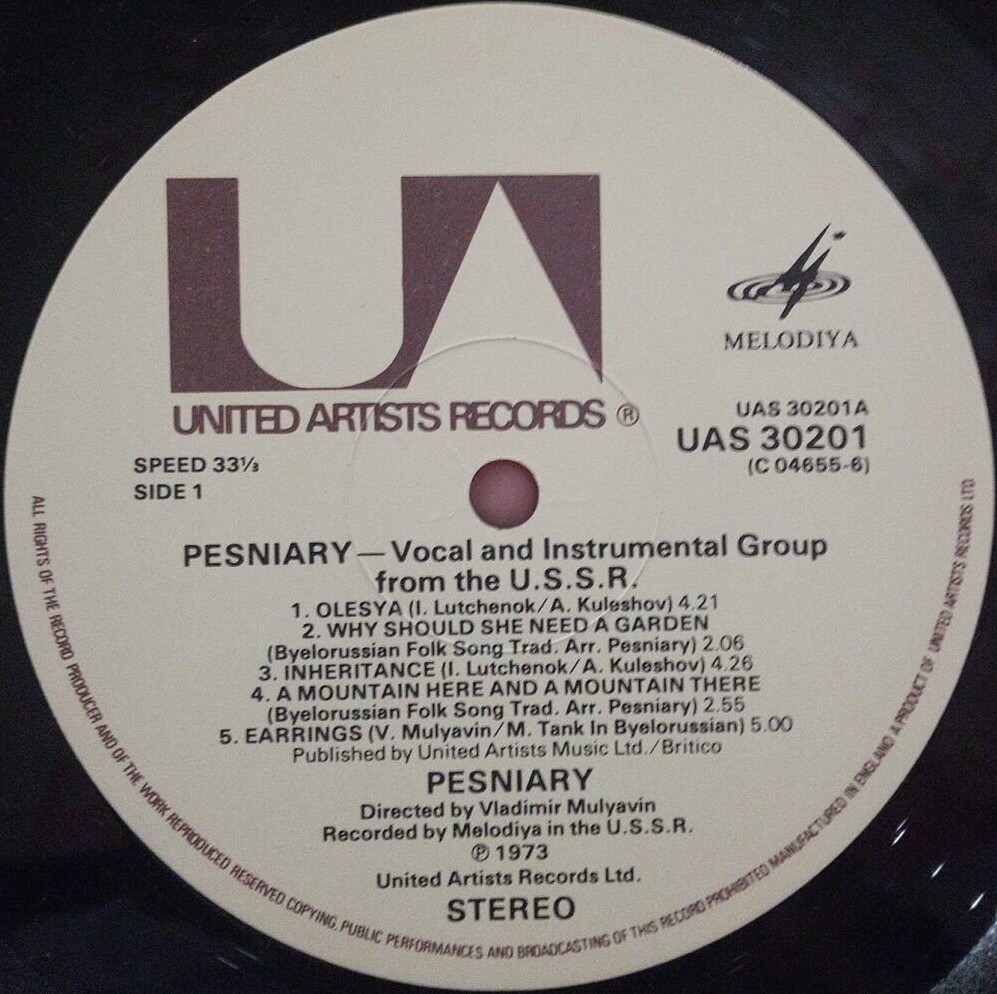 UA
UNITED ARTISTS RECORDS ®
MELODIYA
UAS 30201A
UAS 30201
(C 04655-6)
SPEED 33⅓
SIDE 1
PESNIARY—Vocal and Instrumental Group
from the U.S.S.R.
1. OLESYA (I. Lutchenok/A. Kuleshov) 4.21
2. WHY SHOULD SHE NEED A GARDEN
(Byelorussian Folk Song Trad. Arr. Pesniary) 2.06
3. INHERITANCE (I. Lutchenok/A. Kuleshov) 4.26
4. A MOUNTAIN HERE AND A MOUNTAIN THERE
(Byelorussian Folk Song Trad. Arr. Pesniary) 2.55
5. EARRINGS (V. Mulyavin/M. Tank In Byelorussian) 5.00
Published by United Artists Music Ltd./Britico
PESNIARY
Directed by Vladimir Mulyavin
Recorded by Melodiya in the U.S.S.R.
℗ 1973
United Artists Records Ltd.
STEREO
ALL RIGHTS OF THE RECORD PRODUCER AND OF THE WORK REPRODUCED RESERVED COPYING, PUBLIC PERFORMANCES AND BROADCASTING OF THIS RECORD PROHIBITED MANUFACTURED IN ENGLAND A PRODUCT OF UNITED ARTISTS RECORDS LTD